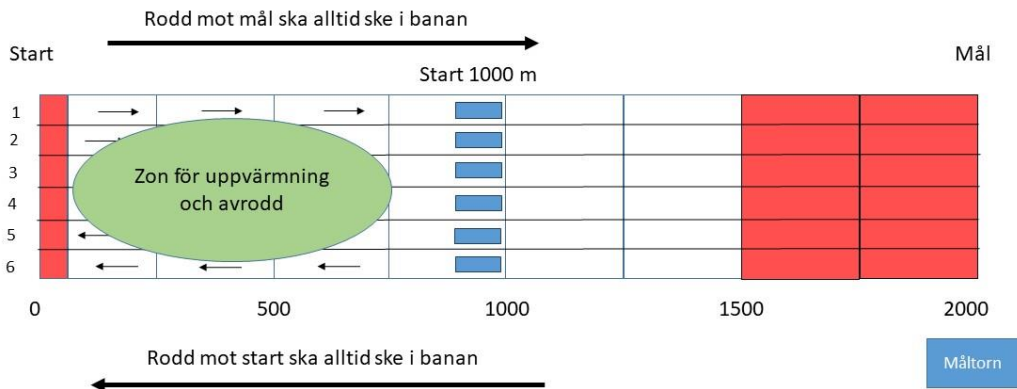 Rodd mot mål ska alltid ske i banan
Start
Mål
Start 1000 m
1
2
3
Zon för uppvärmning
4
och avrodd
5
6
0 500 1000 1500 2000
Rodd mot start ska alltid ske i banan
Måltorn